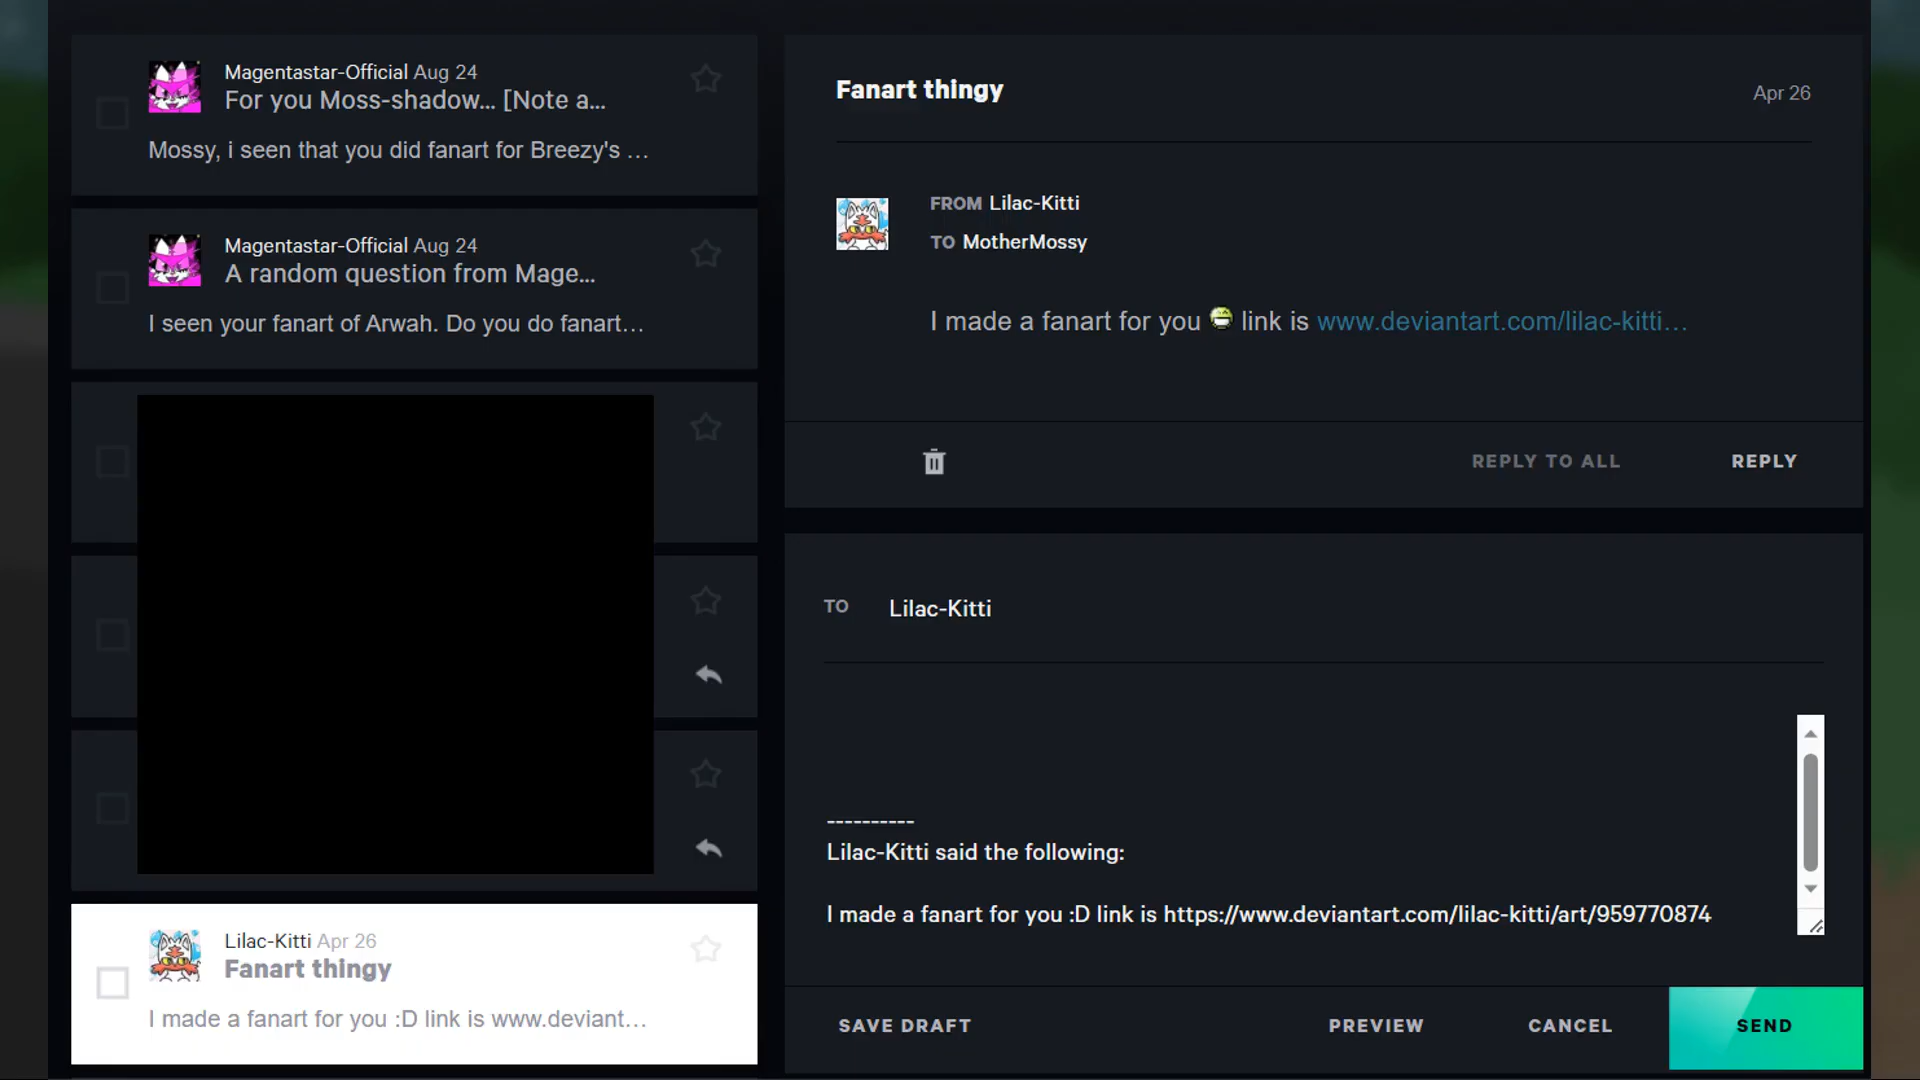 Magentastar-Official Aug 24
For you Moss-shadow... [Note a...
Mossy, i seen that you did fanart for Breezy's ...
Magentastar-Official Aug 24
A random question from Mage...
I seen your fanart of Arwah. Do you do fanart...
Lilac-Kitti Apr 26
Fanart thingy
I made a fanart for you :D link is www.deviant...
Fanart thingy
Apr 26
FROM Lilac-Kitti
TO MotherMossy
I made a fanart for you link is www.deviantart.com/lilac-kitti...
REPLY TO ALL
REPLY
TO Lilac-Kitti
----------
Lilac-Kitti said the following:
I made a fanart for you :D link is https://www.deviantart.com/lilac-kitti/art/959770874
SAVE DRAFT
PREVIEW
CANCEL
SEND